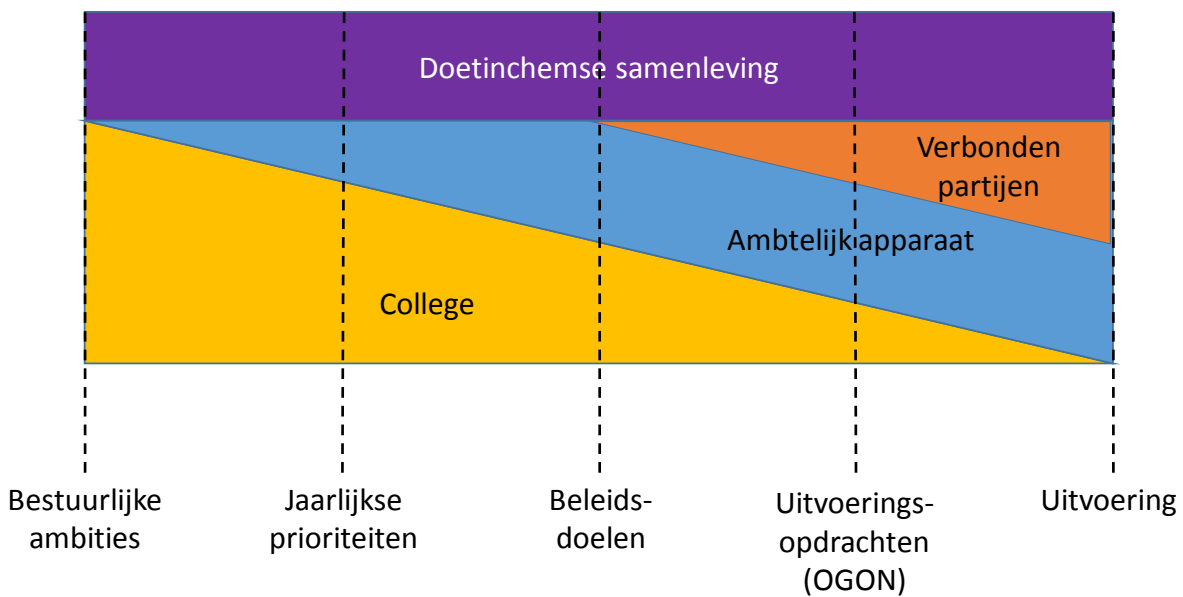 Doetinchemse samenleving
Verbonden
partijen
Ambtelijk apparaat
College
Bestuurlijke
ambities
Jaarlijkse
prioriteiten
Beleids-
doelen
Uitvoerings-
opdrachten
(OGON)
Uitvoering